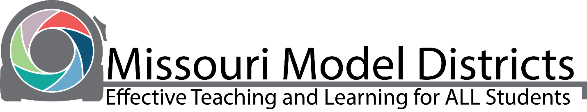 Missouri Model Districts
Effective Teaching and Learning for ALL Students